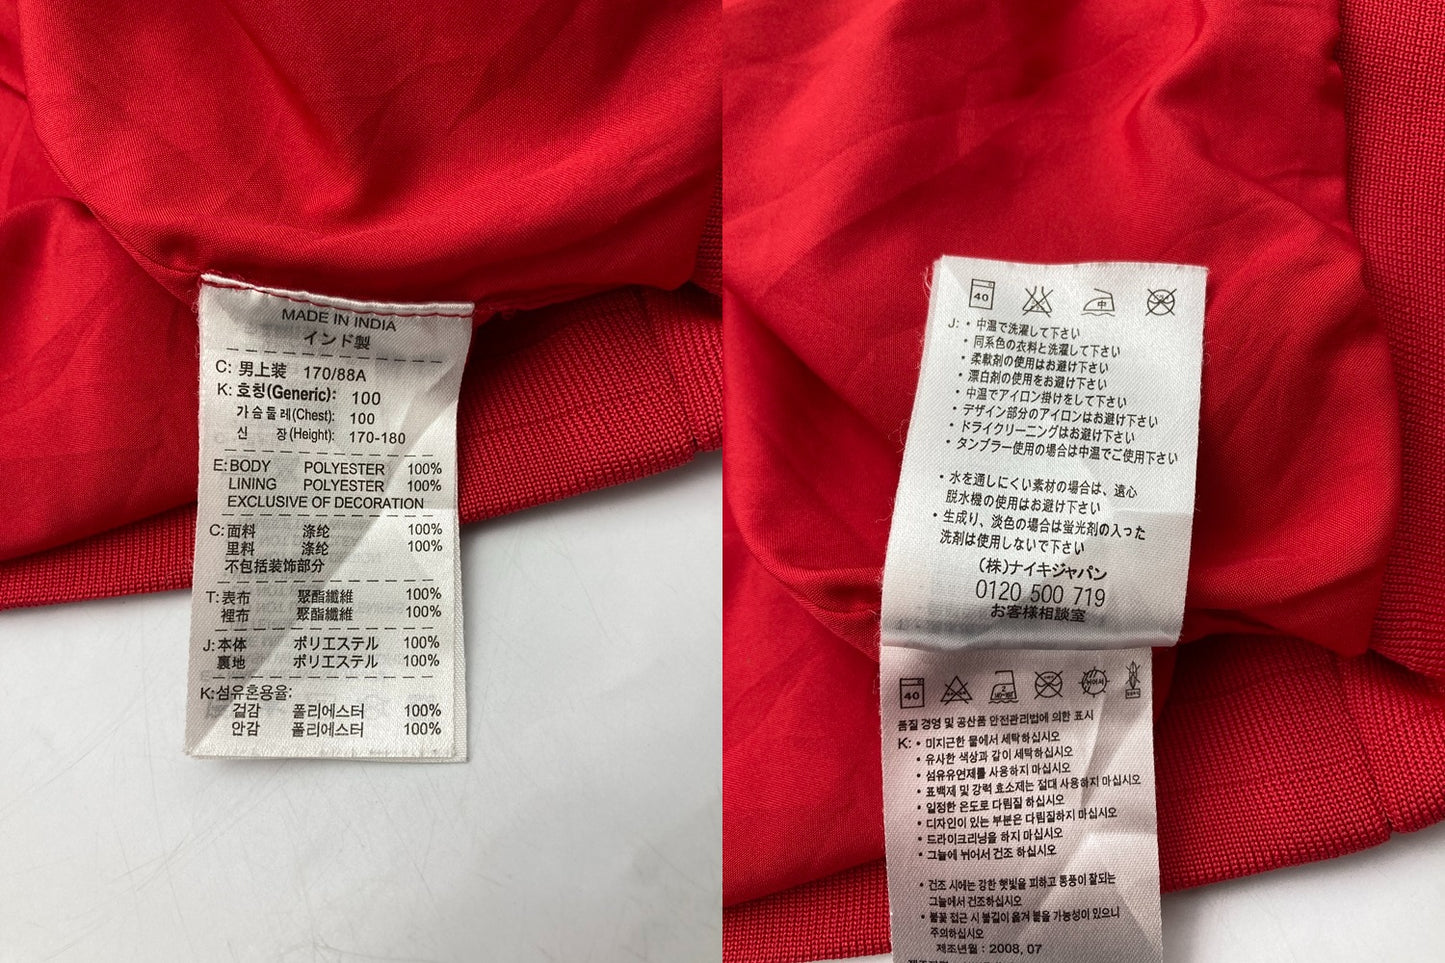 MADE IN INDIA
インド製
C: 男上装 170/88A
K: 호칭(Generic): 100
가슴둘레(Chest): 100
신 장(Height): 170-180
E: BODY POLYESTER 100%
LINING POLYESTER 100%
EXCLUSIVE OF DECORATION
C: 面料 涤纶 100%
里料 涤纶 100%
不包括装饰部分
T: 表布 聚酯纖維 100%
裡布 聚酯纖維 100%
J: 本体 ポリエステル 100%
裏地 ポリエステル 100%
K: 섬유혼용율:
겉감 폴리에스터 100%
안감 폴리에스터 100%
40 中
J: ・中温で洗濯して下さい
・同系色の衣料と洗濯して下さい
・柔軟剤の使用はお避け下さい
・漂白剤の使用をお避け下さい
・中温でアイロン掛けをして下さい
・デザイン部分のアイロンはお避け下さい
・ドライクリーニングはお避け下さい
・タンブラー使用の場合は中温でご使用下さい
・水を通しにくい素材の場合は、遠心
脱水機の使用はお避け下さい
・生成り、淡色の場合は蛍光剤の入った
洗剤は使用しないで下さい
(株)ナイキジャパン
0120 500 719
お客様相談室
40 2
품질 경영 및 공산품 안전관리법에 의한 표시
K: • 미지근한 물에서 세탁하십시오
• 유사한 색상과 같이 세탁하십시오
• 섬유유연제를 사용하지 마십시오
• 표백제 및 강력 효소제는 절대 사용하지 마십시오
• 일정한 온도로 다림질 하십시오
• 디자인이 있는 부분은 다림질하지 마십시오
• 드라이크리닝을 하지 마십시오
• 그늘에 뉘어서 건조 하십시오
• 건조 시에는 강한 햇빛을 피하고 통풍이 잘되는
그늘에서 건조하십시오
• 불꽃 접근 시 불길이 옮겨 붙을 가능성이 있으니
주의하십시오
제조년월 : 2008, 07